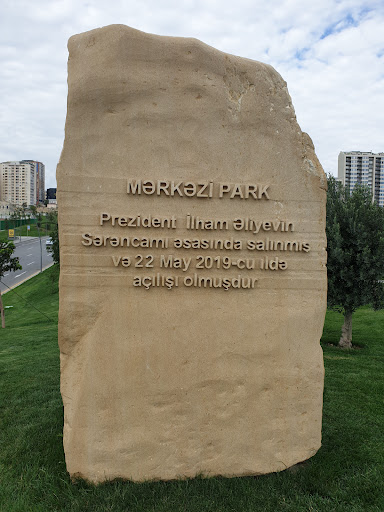 MƏRKƏZİ PARK
Prezident İlham Əliyevin
Sərəncamı əsasında salınmış
və 22 May 2019-cu ildə
açılışı olmuşdur